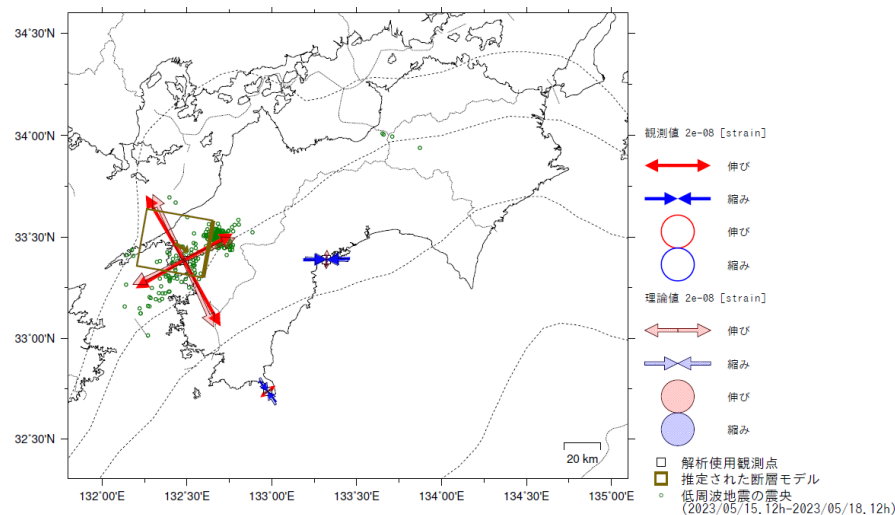 34°30'N
34°00'N
33°30'N
33°00'N
32°30'N
132°00'E
132°30'E
133°00'E
133°30'E
134°00'E
134°30'E
135°00'E
20 km
観測値 2e-08 [strain]
伸び
縮み
伸び
縮み
理論値 2e-08 [strain]
伸び
縮み
伸び
縮み
解析使用観測点
推定された断層モデル
低周波地震の震央
(2023/05/15.12h-2023/05/18.12h)